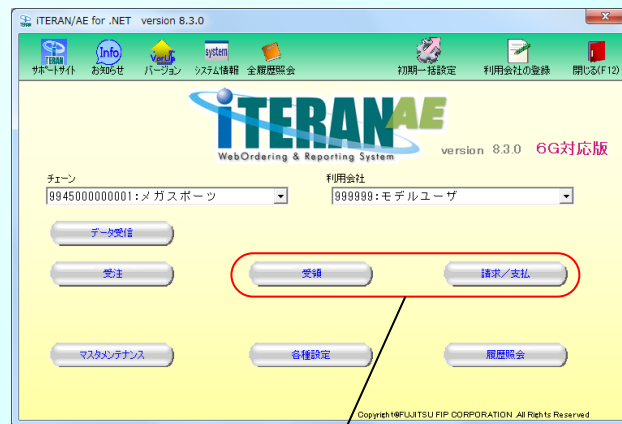 iTERAN/AE for .NET version 8.3.0
TERAN Info VerUP system
サポートサイト お知らせ バージョン システム情報 全履歴照会 初期一括設定 利用会社の登録 閉じる(F12)
iTERAN AE
WebOrdering & Reporting System
version 8.3.0 6G対応版
チェーン 利用会社
9945000000001:メガスポーツ 999999:モデルユーザ
データ受信
受注 受領 請求／支払
マスタメンテナンス 各種設定 履歴照会
Copyright©FUJITSU FIP CORPORATION All Rights Reserved